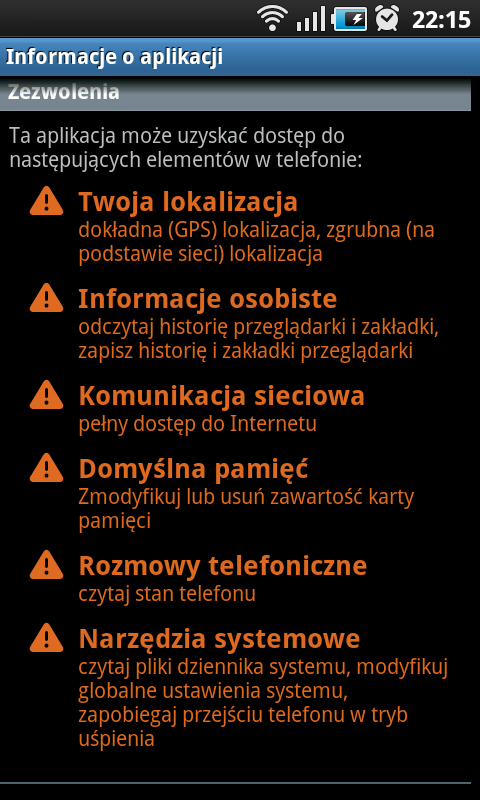 22:15
Informacje o aplikacji
Zezwolenia
Ta aplikacja może uzyskać dostęp do
następujących elementów w telefonie:
Twoja lokalizacja
dokładna (GPS) lokalizacja, zgrubna (na
podstawie sieci) lokalizacja
Informacje osobiste
odczytaj historię przeglądarki i zakładki,
zapisz historię i zakładki przeglądarki
Komunikacja sieciowa
pełny dostęp do Internetu
Domyślna pamięć
Zmodyfikuj lub usuń zawartość karty
pamięci
Rozmowy telefoniczne
czytaj stan telefonu
Narzędzia systemowe
czytaj pliki dziennika systemu, modyfikuj
globalne ustawienia systemu,
zapobiegaj przejściu telefonu w tryb
uśpienia